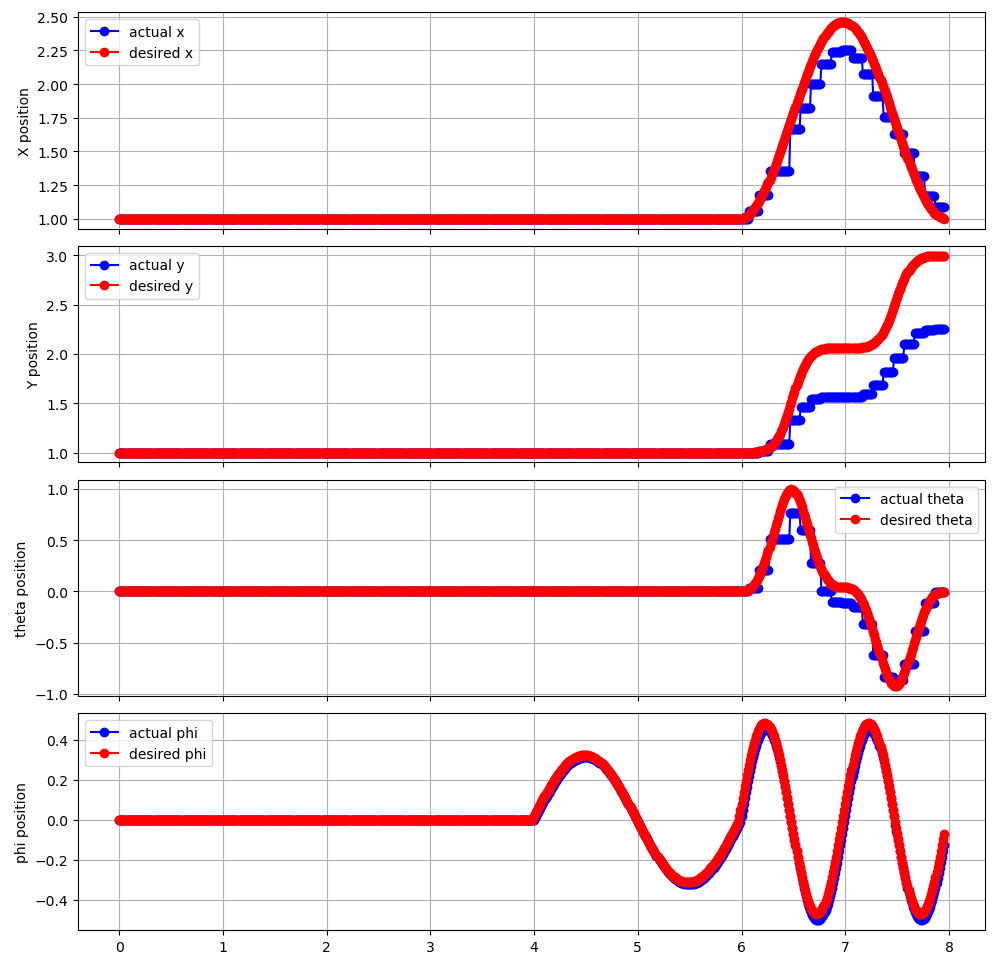 X position
2.50
2.25
2.00
1.75
1.50
1.25
1.00
actual x
desired x
Y position
3.0
2.5
2.0
1.5
1.0
actual y
desired y
theta position
1.0
0.5
0.0
−0.5
−1.0
actual theta
desired theta
phi position
0.4
0.2
0.0
−0.2
−0.4
actual phi
desired phi
0 1 2 3 4 5 6 7 8